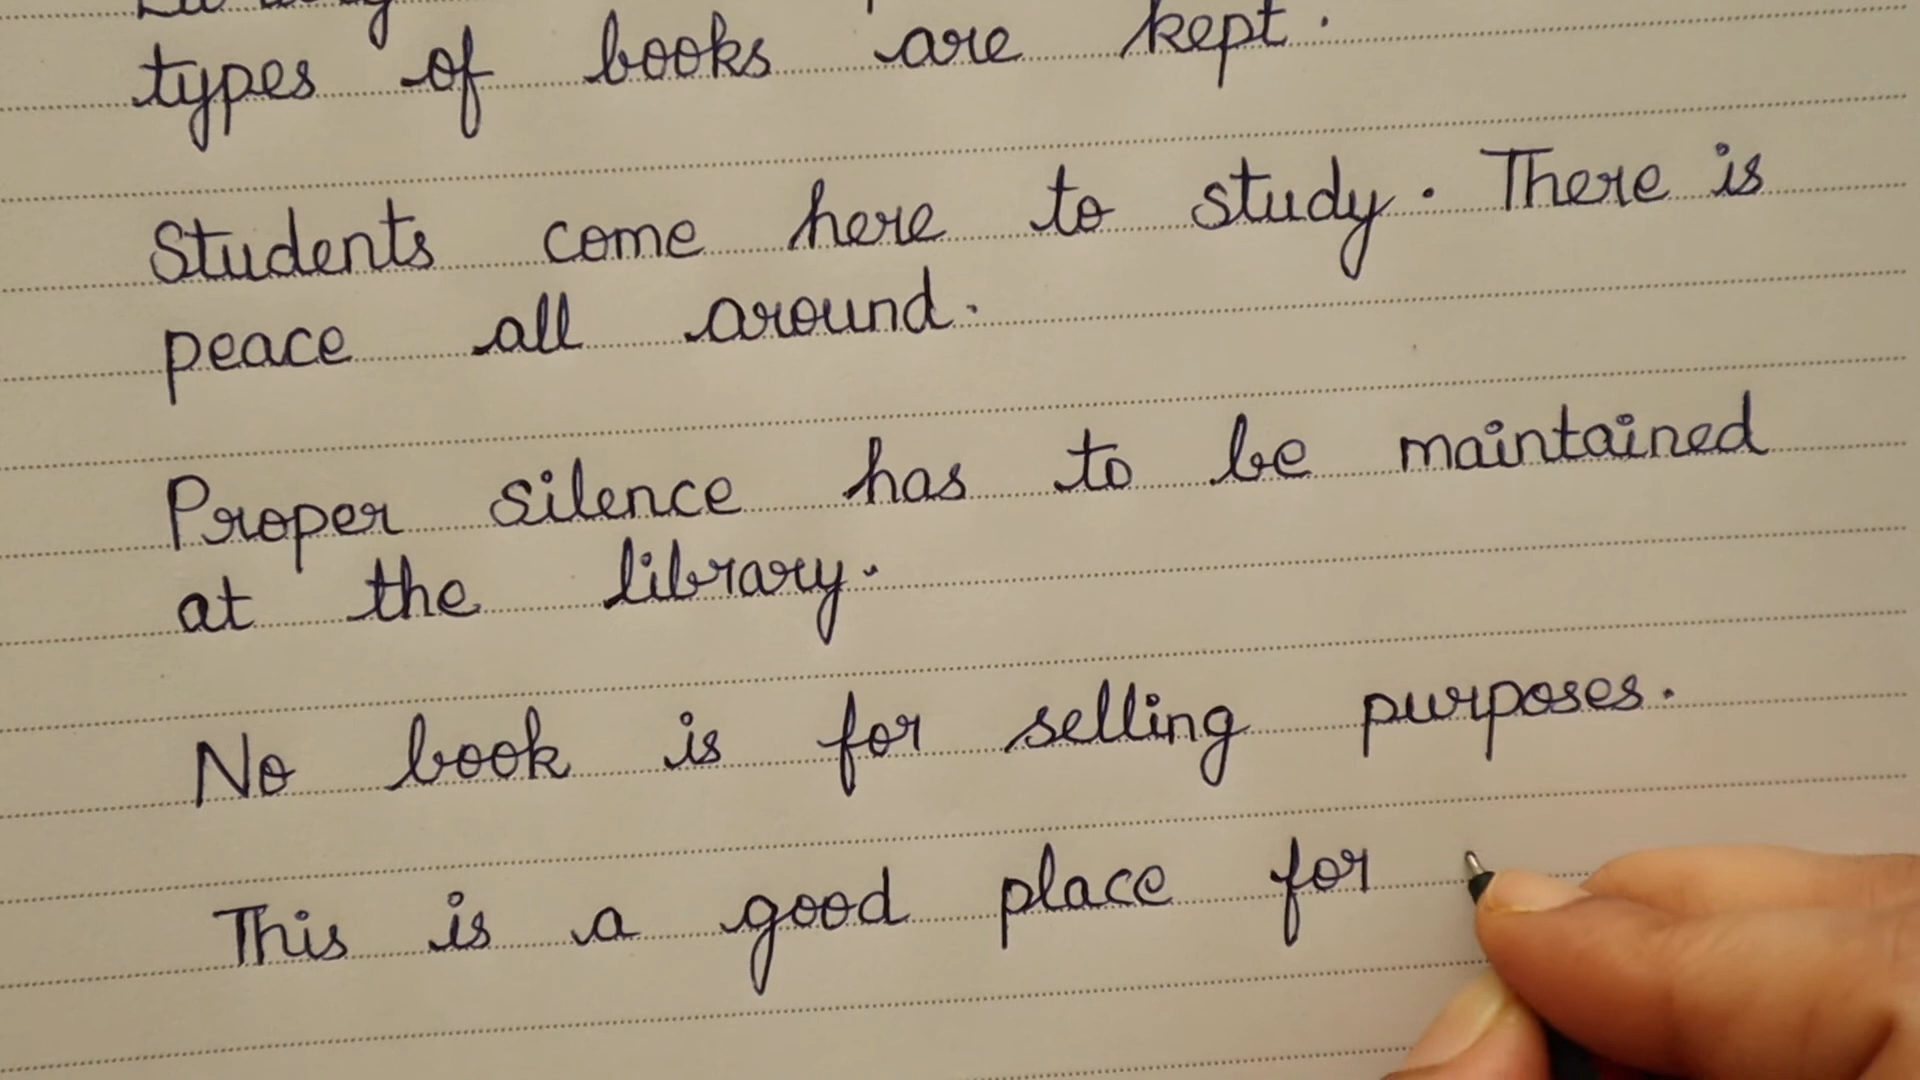 types of books are kept.
Students come here to study. There is
peace all around.
Proper silence has to be maintained
at the library.
No book is for selling purposes.
This is a good place for